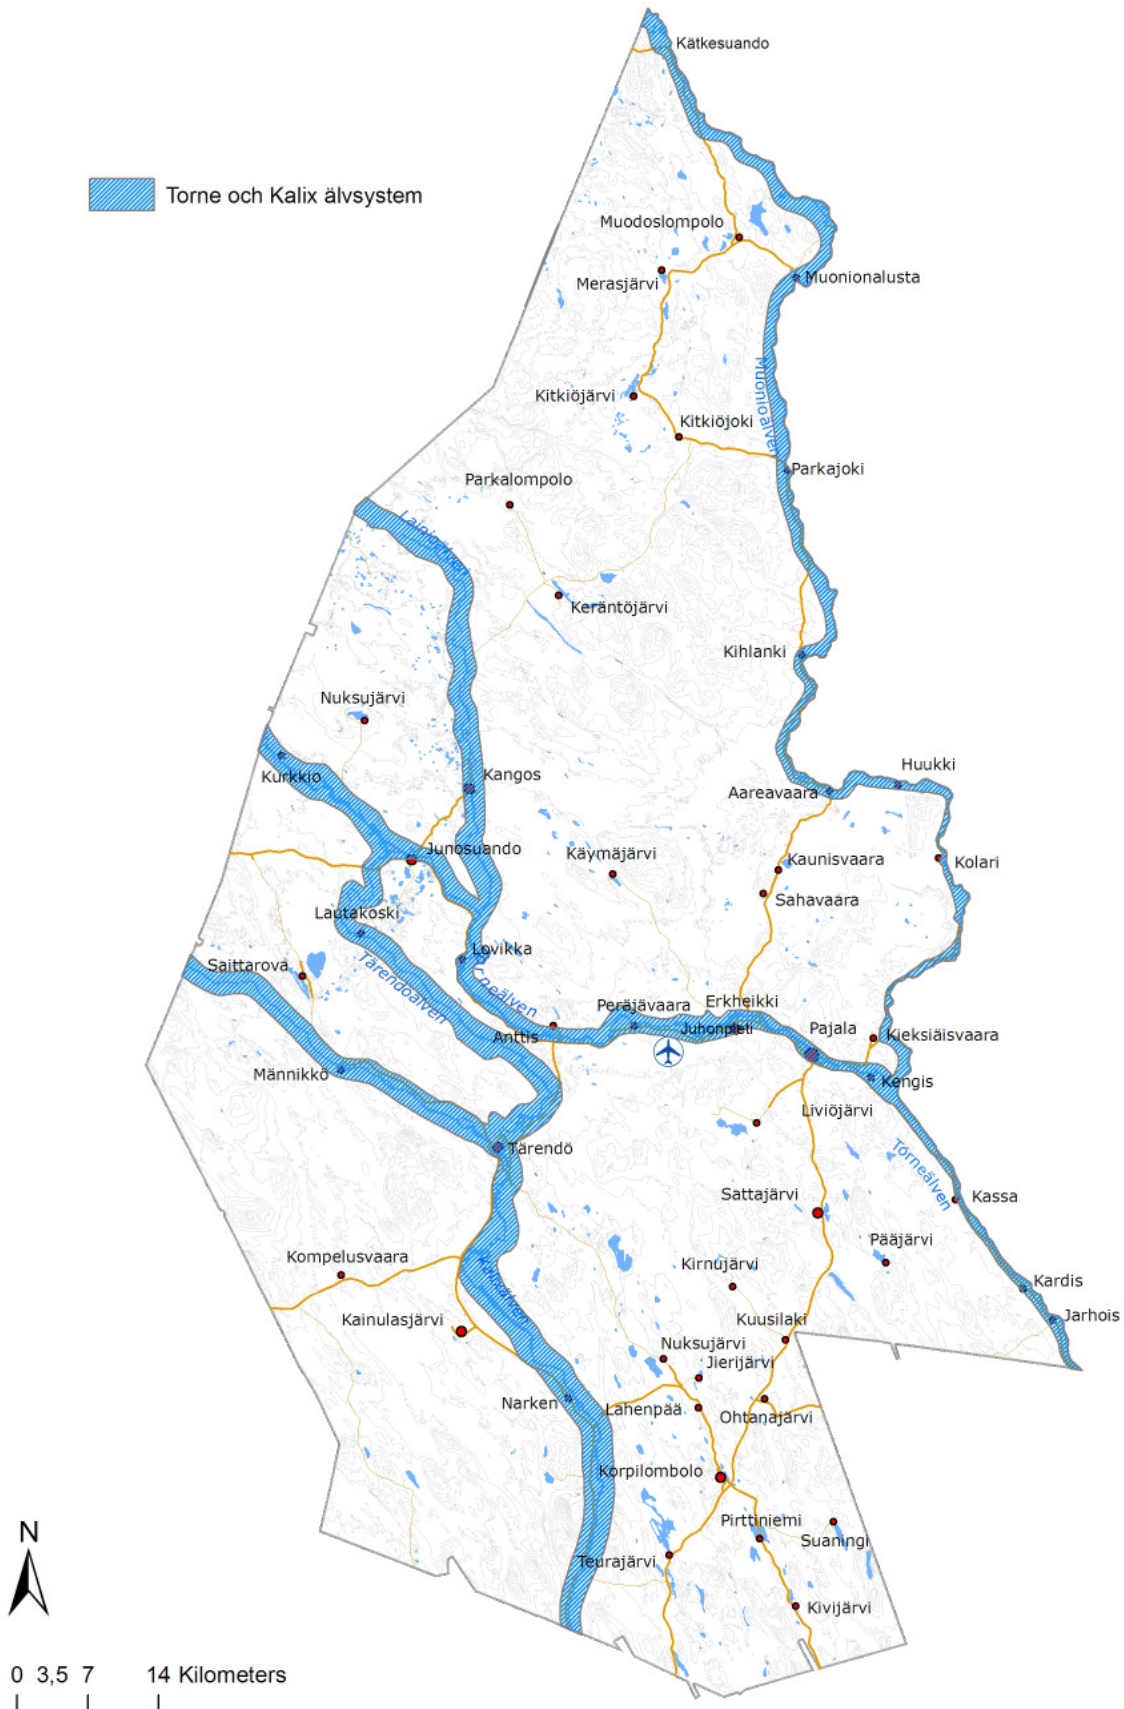 Kätkesuando
Torne och Kalix älvsystem
Muodoslompolo
Muonionalusta
Merasjärvi
Muonioälven
Kitkiöjärvi
Kitkiöjoki
Parkajoki
Parkalompolo
Lainioälven
Keräntöjärvi
Kihlanki
Nuksujärvi
Kurkkio
Kangos
Huukki
Aareavaara
Junosuando
Käymäjärvi
Kaunisvaara
Kolari
Sahavaara
Lautakoski
Lovikka
Saittarova
Tärendöälven
Torneälven
Peräjävaara
Erkheikki
Juhonpieti
Pajala
Anttis
Kieksiäisvaara
Männikkö
Kengis
Liviöjärvi
Tärendö
Torneälven
Sattajärvi
Kassa
Pääjärvi
Kompelusvaara
Kirnujärvi
Kalixälven
Kardis
Kainulasjärvi
Kuusilaki
Jarhois
Nuksujärvi
Jierijärvi
Narken
Lahenpää
Ohtanajärvi
Korpilombolo
Pirttiniemi
Suaningi
Teurajärvi
Kivijärvi
N
0 3,5 7 14 Kilometers